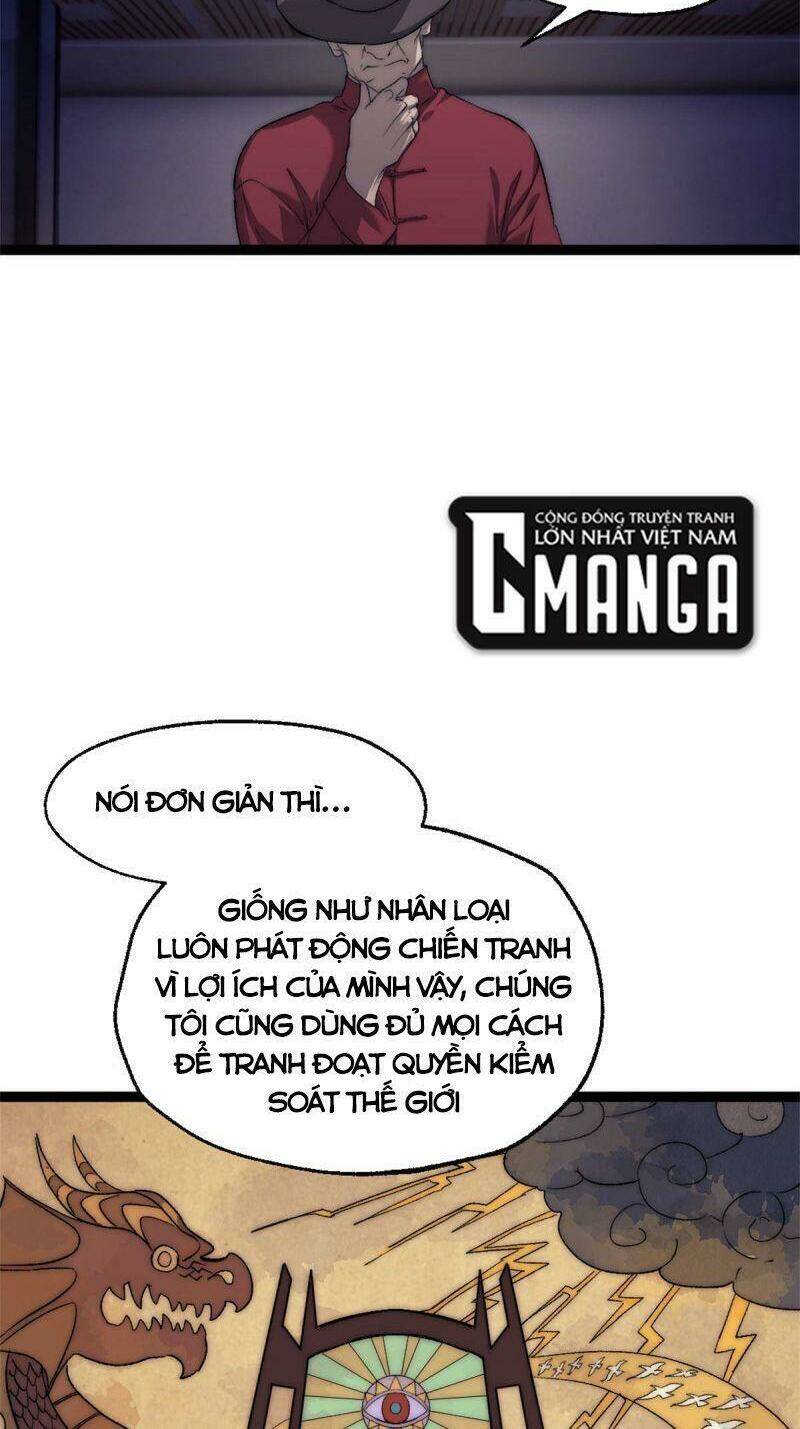 CỘNG ĐỒNG TRUYỆN TRANH
LỚN NHẤT VIỆT NAM
CMANGA
NÓI ĐƠN GIẢN THÌ...
GIỐNG NHƯ NHÂN LOẠI
LUÔN PHÁT ĐỘNG CHIẾN TRANH
VÌ LỢI ÍCH CỦA MÌNH VẬY, CHÚNG
TÔI CŨNG DÙNG ĐỦ MỌI CÁCH
ĐỂ TRANH ĐOẠT QUYỀN KIỂM
SOÁT THẾ GIỚI